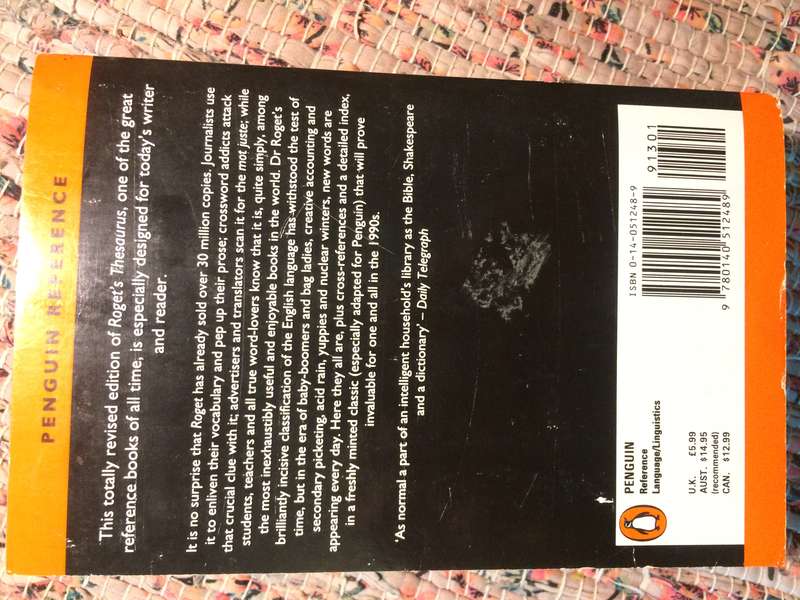 PENGUIN REFERENCE
This totally revised edition of Roget's Thesaurus, one of the great
reference books of all time, is especially designed for today's writer
and reader.
It is no surprise that Roget has already sold over 30 million copies. Journalists use
it to enliven their vocabulary and pep up their prose; crossword addicts attack
that crucial clue with it; advertisers and translators scan it for the mot juste; while
students, teachers and all true word-lovers know that it is, quite simply, among
the most inexhaustibly useful and enjoyable books in the world. Dr Roget's
brilliantly incisive classification of the English language has withstood the test of
time, but in the era of baby-boomers and bag ladies, creative accounting and
secondary picketing, acid rain, yuppies and nuclear winters, new words are
appearing every day. Here they all are, plus cross-references and a detailed index,
in a freshly minted classic (especially adapted for Penguin) that will prove
invaluable for one and all in the 1990s.
'As normal a part of an intelligent household's library as the Bible, Shakespeare
and a dictionary' – Daily Telegraph
PENGUIN
Reference
Language/Linguistics
U.K. £5.99
AUST. $14.95
(recommended)
CAN. $12.99
ISBN 0-14-051248-9
91301
9 780140 512489